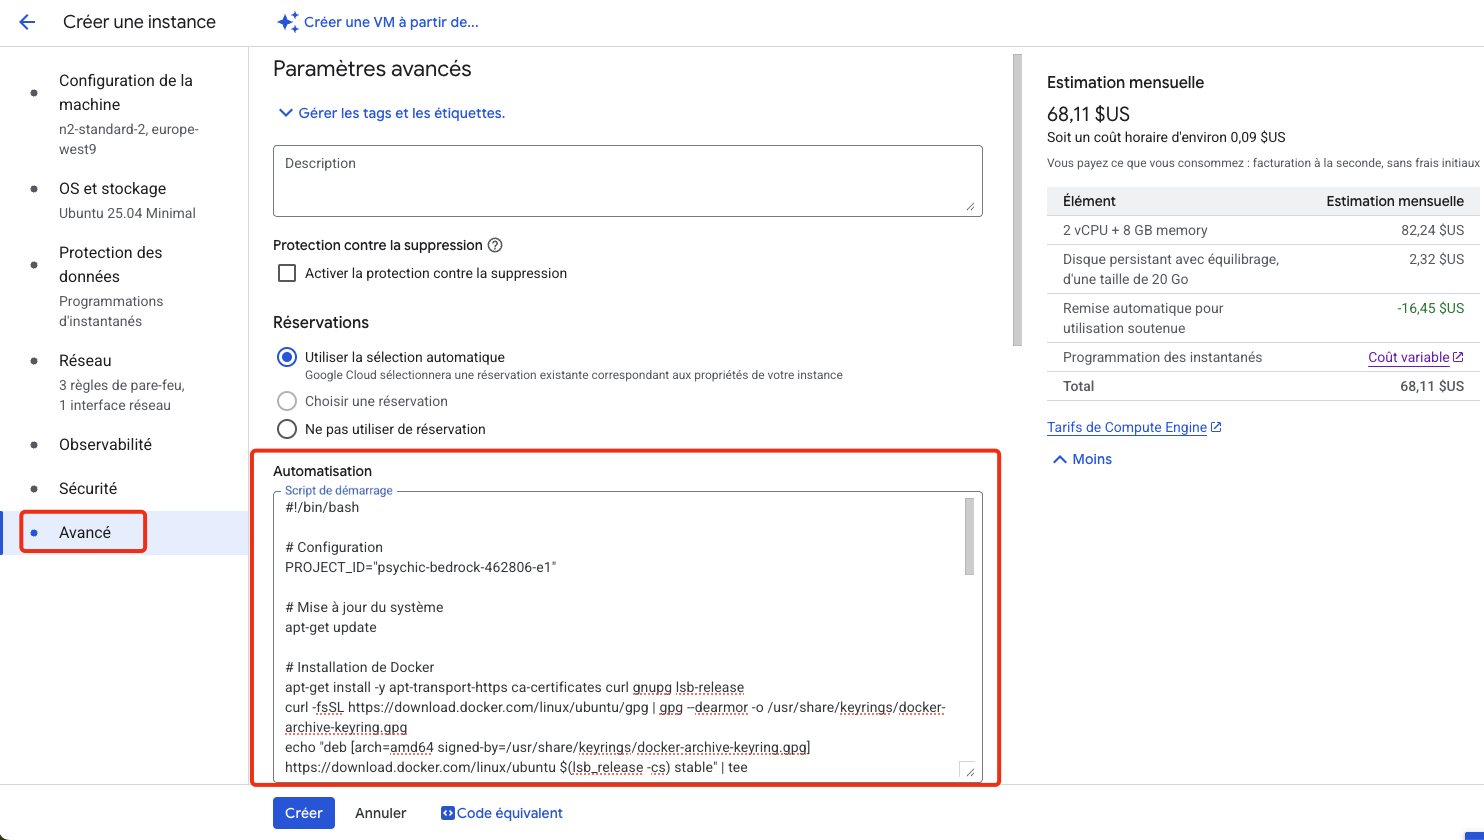 Créer une instance
Créer une VM à partir de...
Configuration de la
machine
n2-standard-2, europe-
west9
OS et stockage
Ubuntu 25.04 Minimal
Protection des
données
Programmations
d'instantanés
Réseau
3 règles de pare-feu,
1 interface réseau
Observabilité
Sécurité
Avancé
Paramètres avancés
Gérer les tags et les étiquettes.
Description
Protection contre la suppression
Activer la protection contre la suppression
Réservations
Utiliser la sélection automatique
Google Cloud sélectionnera une réservation existante correspondant aux propriétés de votre instance
Choisir une réservation
Ne pas utiliser de réservation
Automatisation
Script de démarrage
#!/bin/bash
# Configuration
PROJECT_ID="psychic-bedrock-462806-e1"
# Mise à jour du système
apt-get update
# Installation de Docker
apt-get install -y apt-transport-https ca-certificates curl gnupg lsb-release
curl -fsSL https://download.docker.com/linux/ubuntu/gpg | gpg --dearmor -o /usr/share/keyrings/docker-
archive-keyring.gpg
echo "deb [arch=amd64 signed-by=/usr/share/keyrings/docker-archive-keyring.gpg]
https://download.docker.com/linux/ubuntu $(lsb_release -cs) stable" | tee
Créer
Annuler
Code équivalent
Estimation mensuelle
68,11 $US
Soit un coût horaire d'environ 0,09 $US
Vous payez ce que vous consommez : facturation à la seconde, sans frais initiaux
Élément Estimation mensuelle
2 vCPU + 8 GB memory 82,24 $US
Disque persistant avec équilibrage, 2,32 $US
d'une taille de 20 Go
Remise automatique pour -16,45 $US
utilisation soutenue
Programmation des instantanés Coût variable
Total 68,11 $US
Tarifs de Compute Engine
Moins